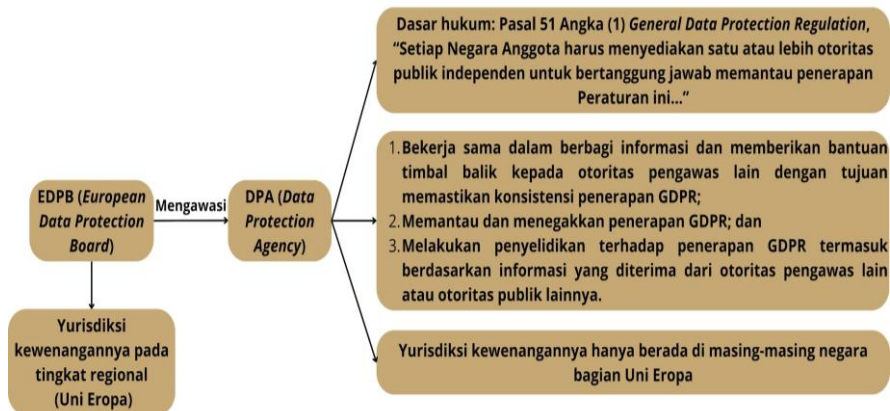 Dasar hukum: Pasal 51 Angka (1) General Data Protection Regulation,
“Setiap Negara Anggota harus menyediakan satu atau lebih otoritas
publik independen untuk bertanggung jawab memantau penerapan
Peraturan ini...”
EDPB (European
Data Protection
Board)
Mengawasi
DPA (Data
Protection
Agency)
1. Bekerja sama dalam berbagi informasi dan memberikan bantuan
timbal balik kepada otoritas pengawas lain dengan tujuan
memastikan konsistensi penerapan GDPR;
2. Memantau dan menegakkan penerapan GDPR; dan
3. Melakukan penyelidikan terhadap penerapan GDPR termasuk
berdasarkan informasi yang diterima dari otoritas pengawas lain
atau otoritas publik lainnya.
Yurisdiksi
kewenangannya pada
tingkat regional
(Uni Eropa)
Yurisdiksi kewenangannya hanya berada di masing-masing negara
bagian Uni Eropa